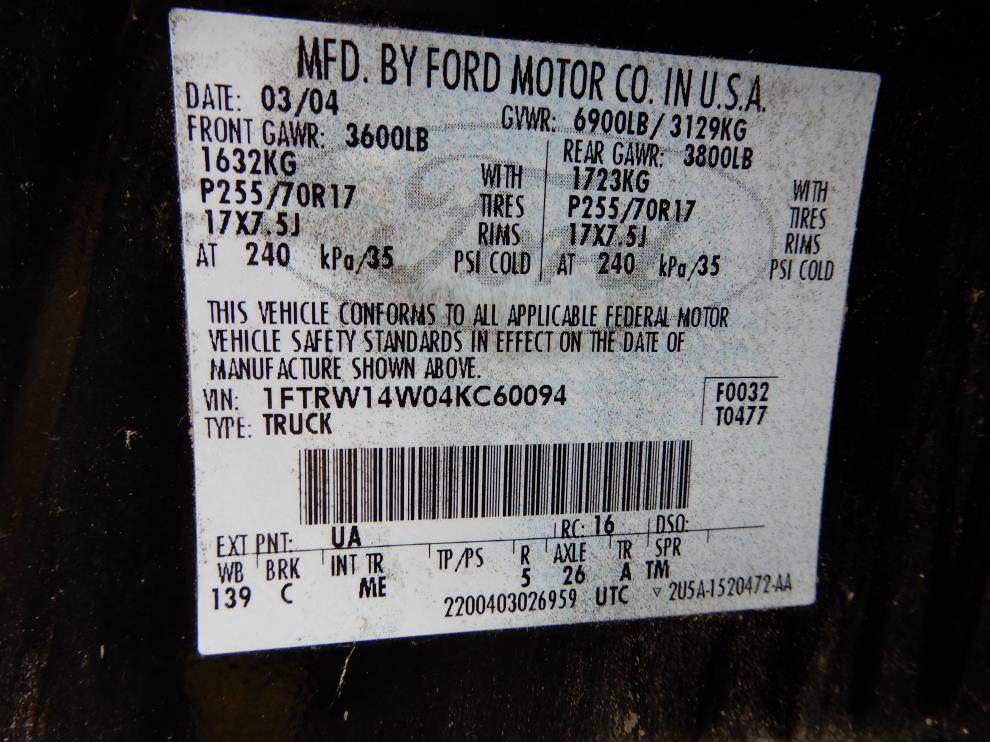 MFD. BY FORD MOTOR CO. IN U.S.A.
DATE: 03/04 GVWR: 6900LB/3129KG
FRONT GAWR: 3600LB REAR GAWR: 3800LB
1632KG WITH 1723KG WITH
P255/70R17 TIRES P255/70R17 TIRES
17X7.5J RIMS 17X7.5J RIMS
AT 240 kPa/35 PSI COLD AT 240 kPa/35 PSI COLD
THIS VEHICLE CONFORMS TO ALL APPLICABLE FEDERAL MOTOR
VEHICLE SAFETY STANDARDS IN EFFECT ON THE DATE OF
MANUFACTURE SHOWN ABOVE.
VIN: 1FTRW14W04KC60094 F0032
TYPE: TRUCK T0477
EXT PNT: UA RC: 16 DSO:
WB BRK INT TR TP/PS R AXLE TR SPR
139 C ME 5 26 A TM
2200403026959 UTC ▽ 2U5A-1520472-AA